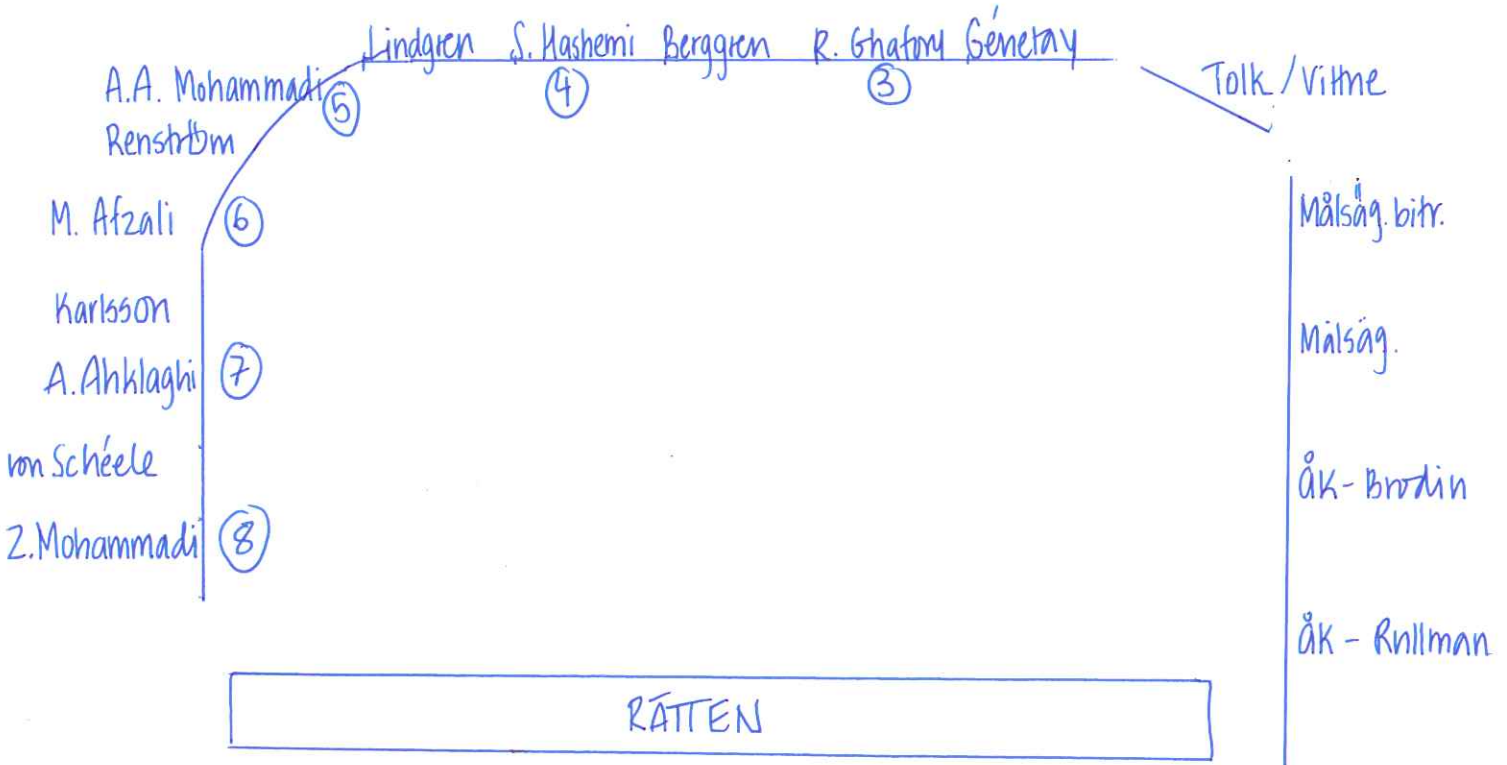 Lindgren S. Hashemi Berggren R. Ghafory Génetay
A.A. Mohammadi 5 4 3 Tolk / Vittne
Renström
M. Afzali 6 Målsäg. bitr.
Karlsson
Målsäg.
A. Ahklaghi 7
von Schéele
ÅK - Brodin
Z. Mohammadi 8
ÅK - Rullman
RÄTTEN